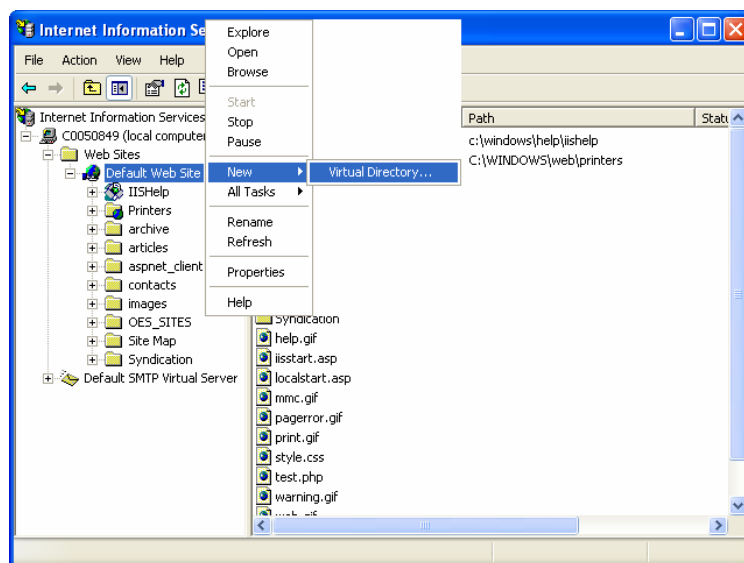 Internet Information Se
File Action View Help
Explore
Open
Browse
Start
Stop
Pause
New
Virtual Directory...
All Tasks
Rename
Refresh
Properties
Help
Internet Information Services
C0050849 (local compute
Web Sites
Default Web Site
IISHelp
Printers
archive
articles
aspnet_client
contacts
images
OES_SITES
Site Map
Syndication
Default SMTP Virtual Server
Path
Statu
c:\windows\help\iishelp
C:\WINDOWS\web\printers
Syndication
help.gif
iisstart.asp
localstart.asp
mmc.gif
pagerror.gif
print.gif
style.css
test.php
warning.gif